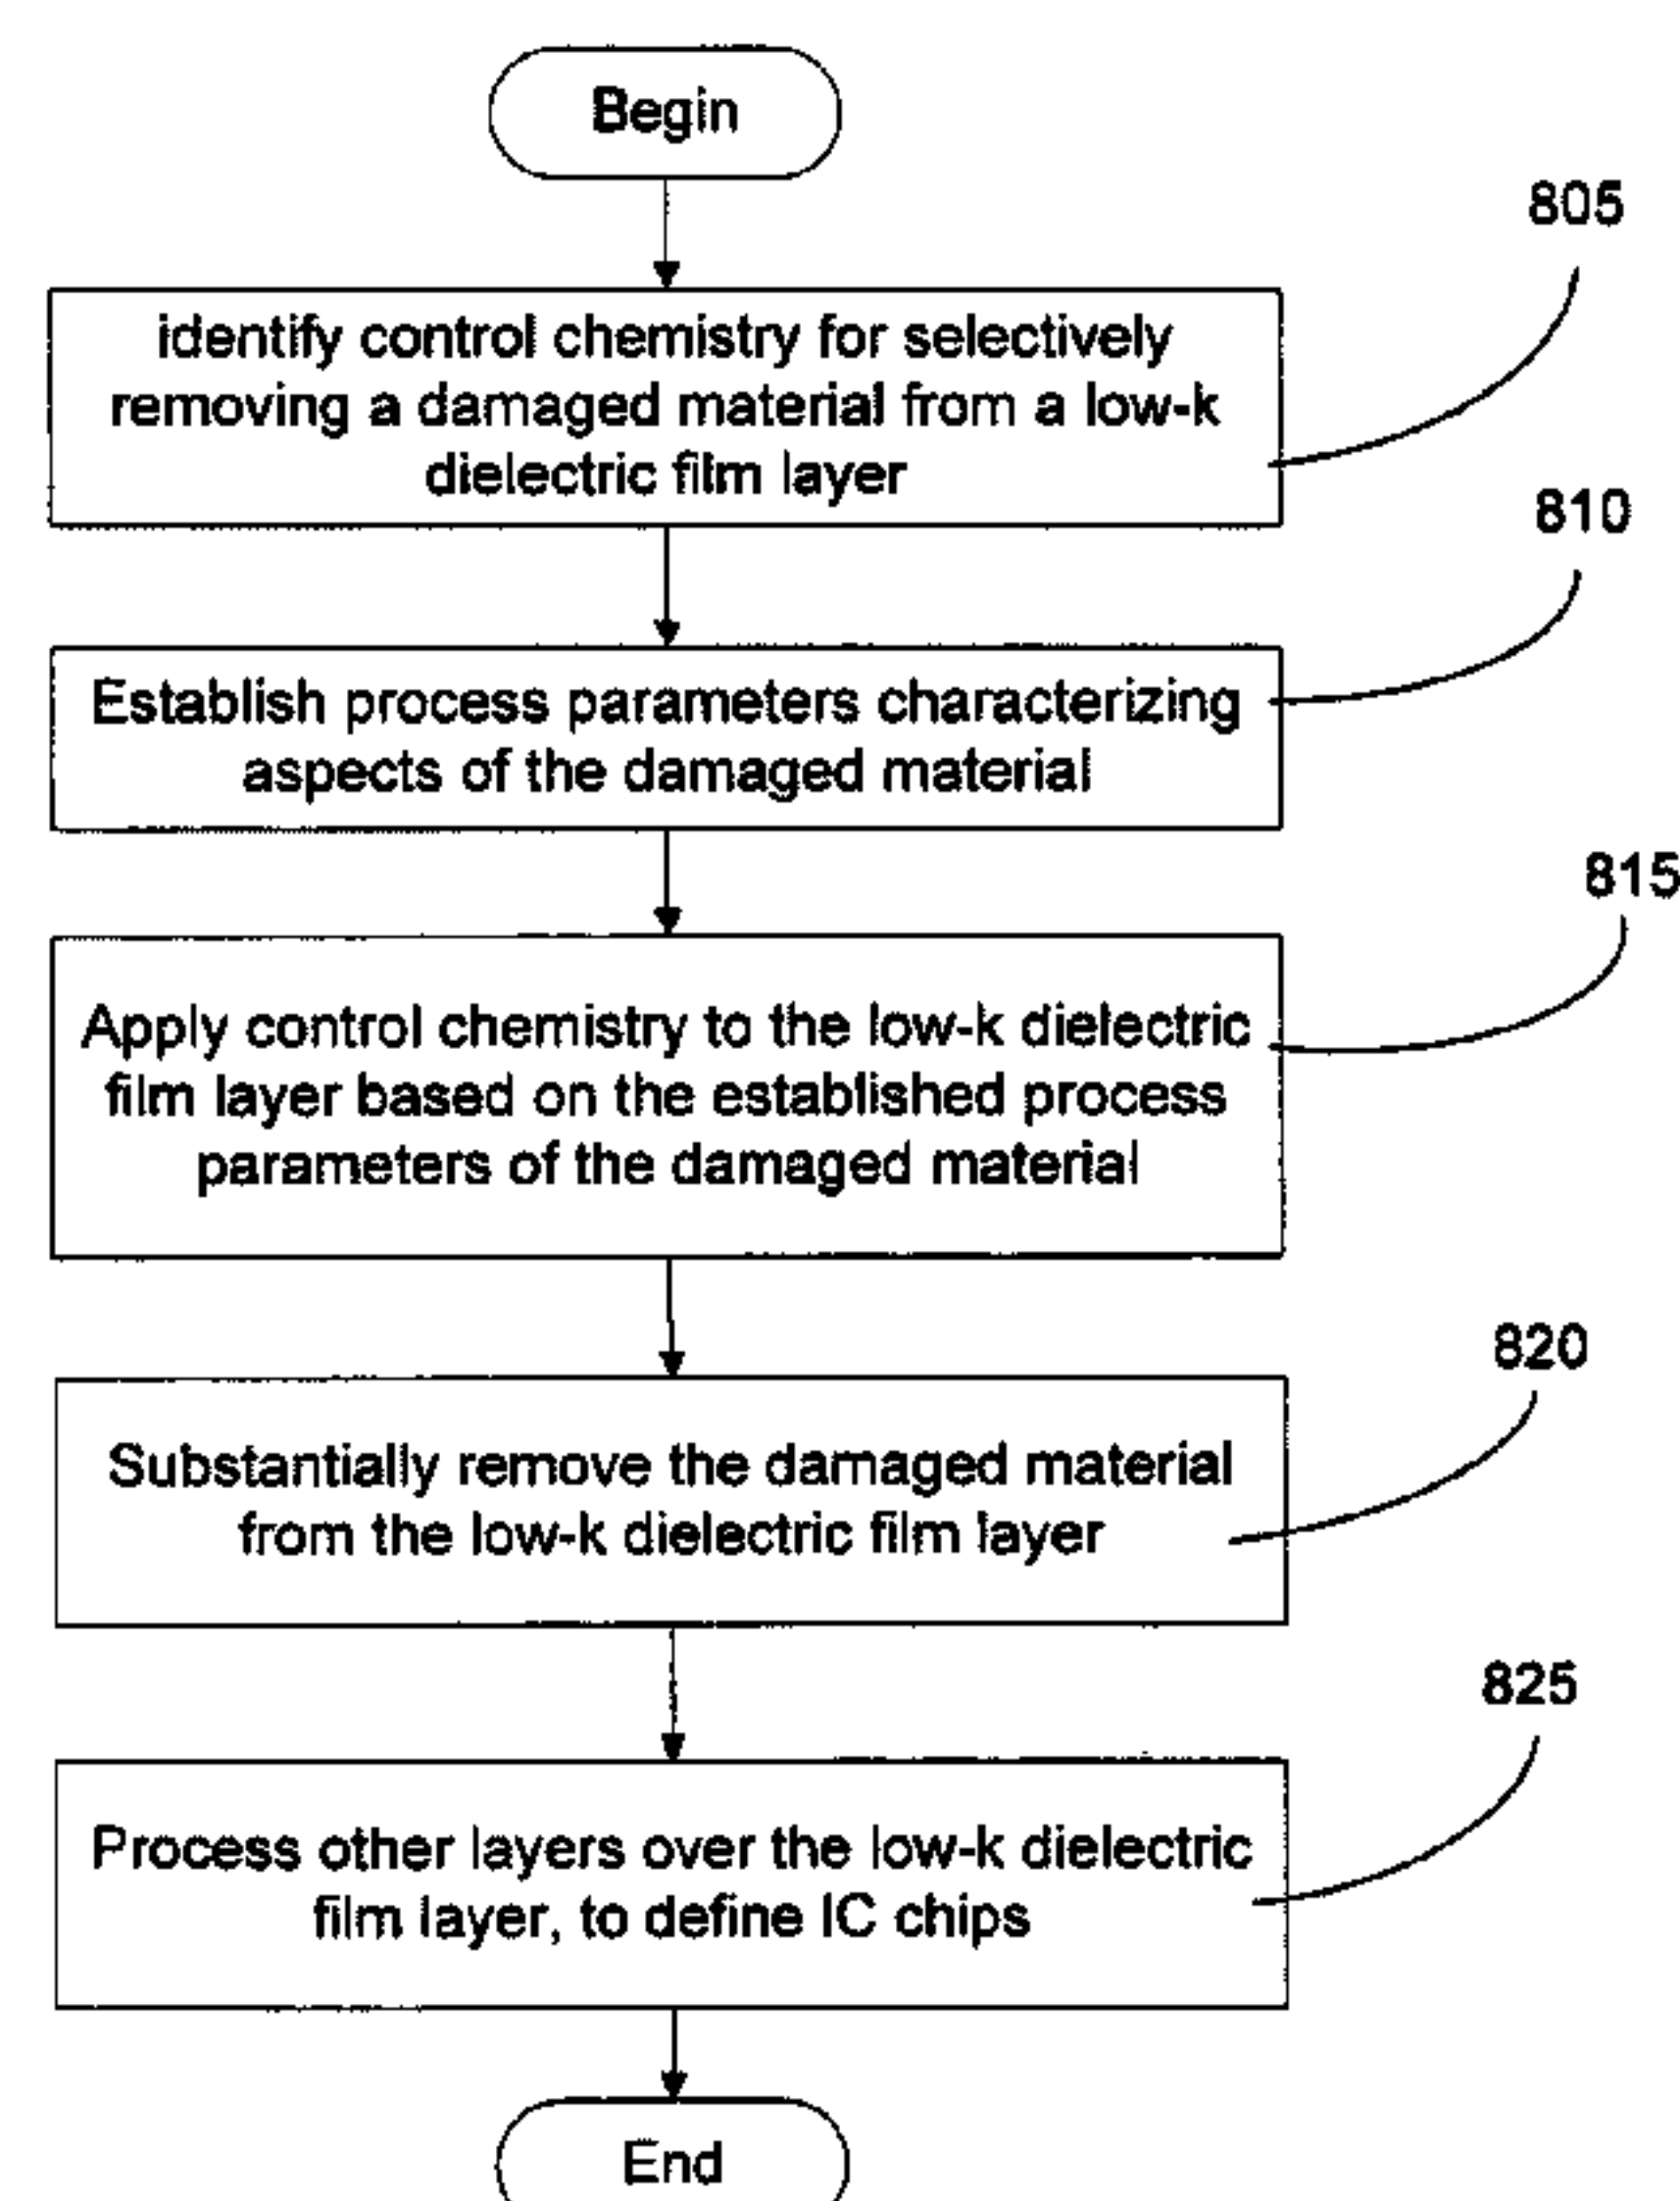 Begin
805
identify control chemistry for selectively
removing a damaged material from a low-k
dielectric film layer
810
Establish process parameters characterizing
aspects of the damaged material
815
Apply control chemistry to the low-k dielectric
film layer based on the established process
parameters of the damaged material
820
Substantially remove the damaged material
from the low-k dielectric film layer
825
Process other layers over the low-k dielectric
film layer, to define IC chips
End